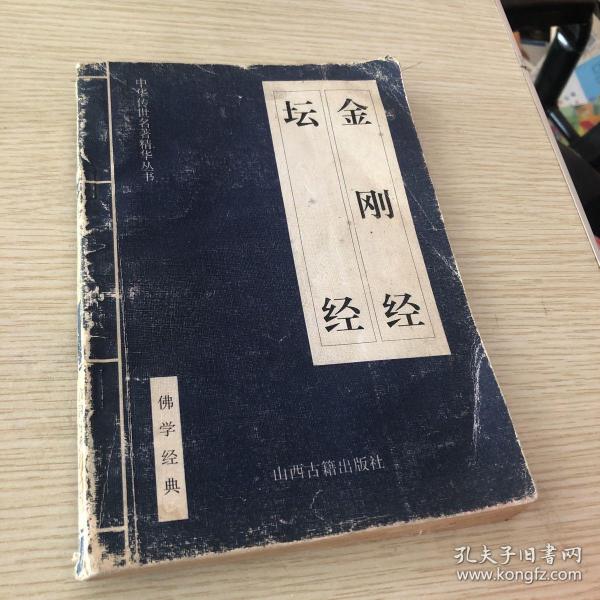 中华传世名著精华丛书
金刚经
坛经
佛学经典
山西古籍出版社
孔夫子旧书网
www.kongfz.com